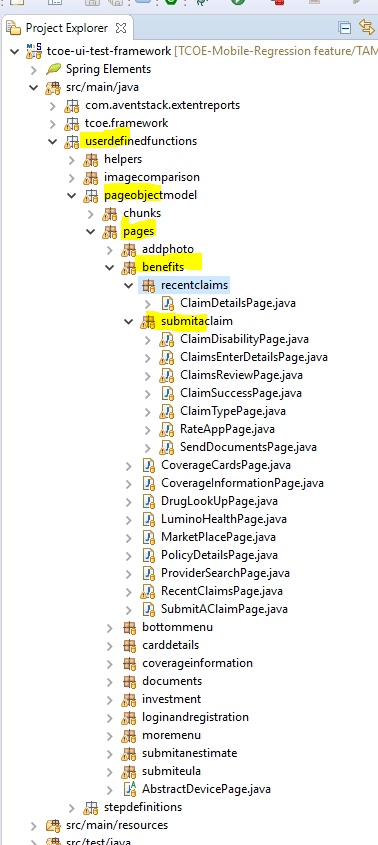 Project Explorer
tcoe-ui-test-framework [TCOE-Mobile-Regression feature/TAM
Spring Elements
src/main/java
com.aventstack.extentreports
tcoe.framework
userdefinedfunctions
helpers
imagecomparison
pageobjectmodel
chunks
pages
addphoto
benefits
recentclaims
ClaimDetailsPage.java
submitaclaim
ClaimDisabilityPage.java
ClaimsEnterDetailsPage.java
ClaimsReviewPage.java
ClaimSuccessPage.java
ClaimTypePage.java
RateAppPage.java
SendDocumentsPage.java
CoverageCardsPage.java
CoverageInformationPage.java
DrugLookUpPage.java
LuminoHealthPage.java
MarketPlacePage.java
PolicyDetailsPage.java
ProviderSearchPage.java
RecentClaimsPage.java
SubmitAClaimPage.java
bottommenu
carddetails
coverageinformation
documents
investment
loginandregistration
moremenu
submitanestimate
submiteula
AbstractDevicePage.java
stepdefinitions
src/main/resources
src/test/java